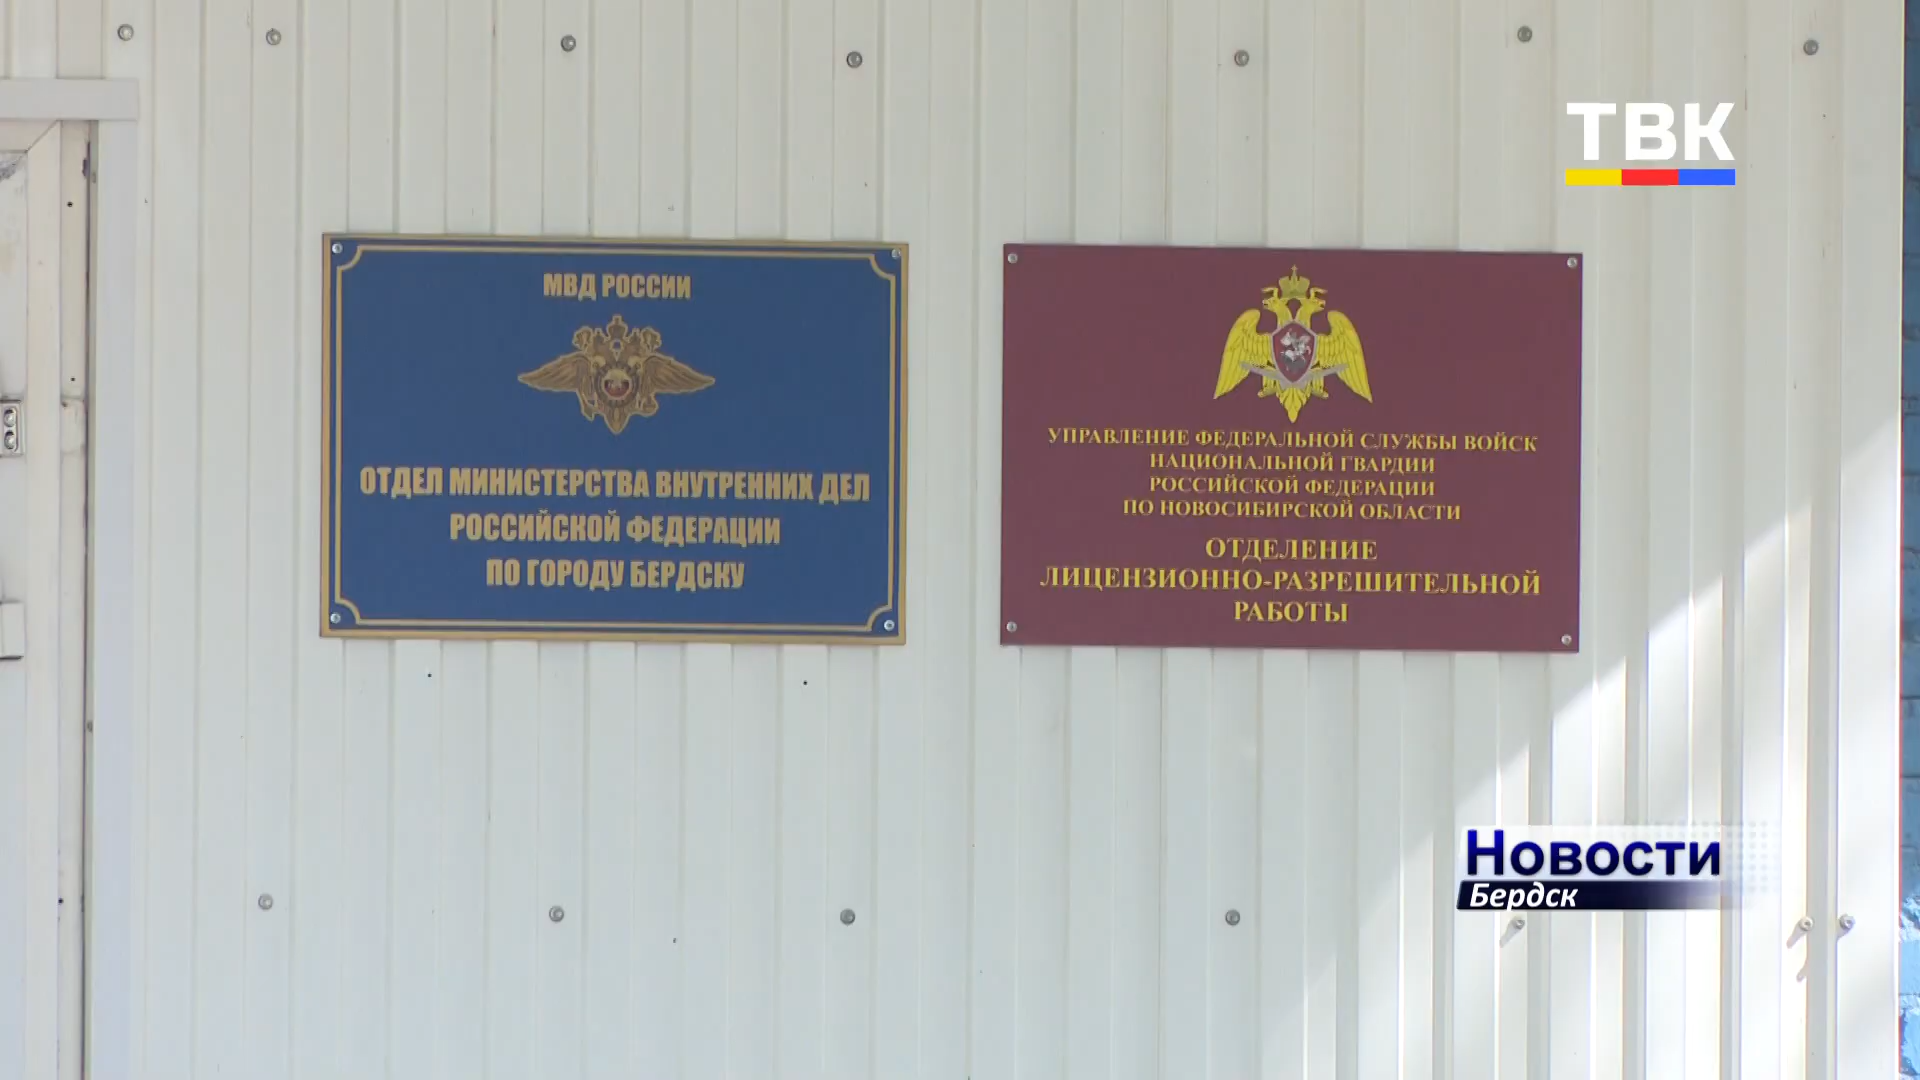 ТВК
МВД РОССИИ
ОТДЕЛ МИНИСТЕРСТВА ВНУТРЕННИХ ДЕЛ
РОССИЙСКОЙ ФЕДЕРАЦИИ
ПО ГОРОДУ БЕРДСКУ
УПРАВЛЕНИЕ ФЕДЕРАЛЬНОЙ СЛУЖБЫ ВОЙСК
НАЦИОНАЛЬНОЙ ГВАРДИИ
РОССИЙСКОЙ ФЕДЕРАЦИИ
ПО НОВОСИБИРСКОЙ ОБЛАСТИ
ОТДЕЛЕНИЕ
ЛИЦЕНЗИОННО-РАЗРЕШИТЕЛЬНОЙ
РАБОТЫ
Новости
Бердск